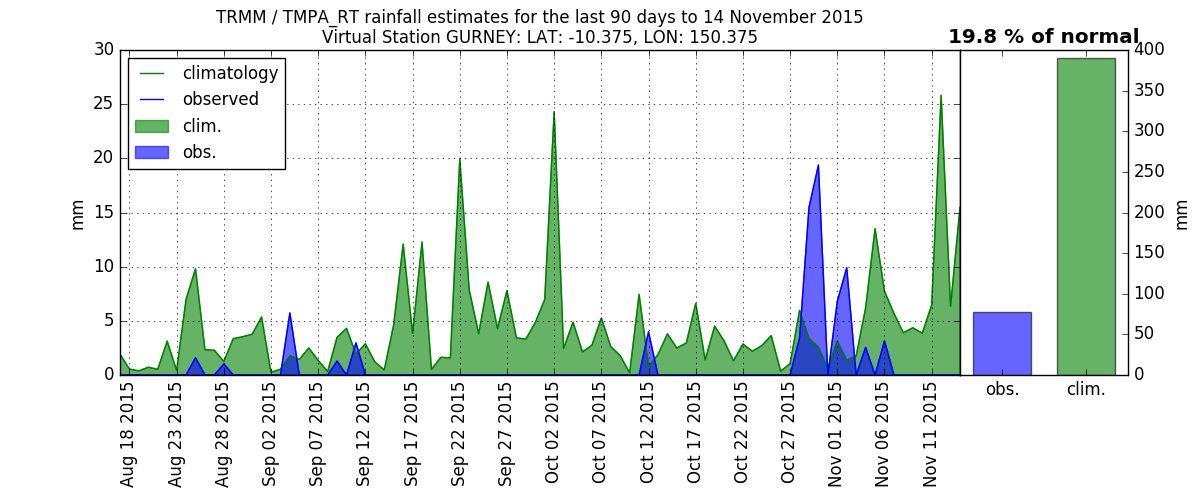 TRMM / TMPA_RT rainfall estimates for the last 90 days to 14 November 2015
Virtual Station GURNEY: LAT: -10.375, LON: 150.375
19.8 % of normal
30
25
20
15
10
5
0
mm
climatology
observed
clim.
obs.
Aug 18 2015
Aug 23 2015
Aug 28 2015
Sep 02 2015
Sep 07 2015
Sep 12 2015
Sep 17 2015
Sep 22 2015
Sep 27 2015
Oct 02 2015
Oct 07 2015
Oct 12 2015
Oct 17 2015
Oct 22 2015
Oct 27 2015
Nov 01 2015
Nov 06 2015
Nov 11 2015
obs.
clim.
400
350
300
250
200
150
100
50
0
mm